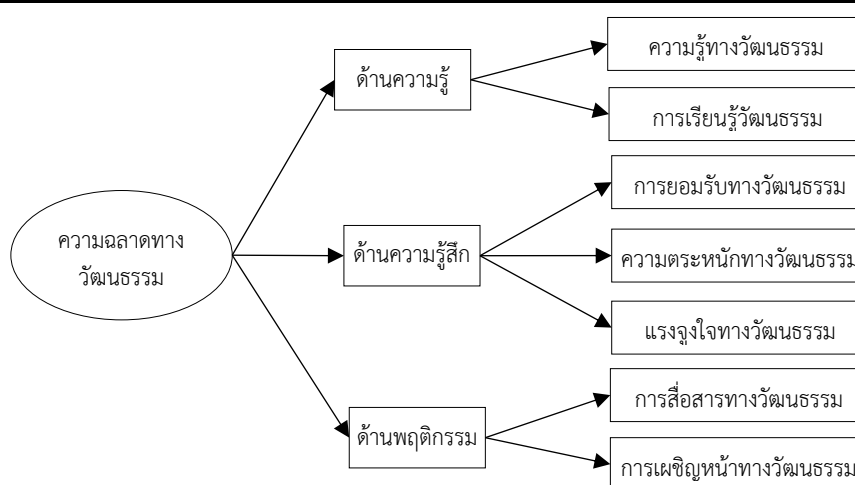 ความฉลาดทาง
วัฒนธรรม
ด้านความรู้
ความรู้ทางวัฒนธรรม
การเรียนรู้วัฒนธรรม
ด้านความรู้สึก
การยอมรับทางวัฒนธรรม
ความตระหนักทางวัฒนธรรม
แรงจูงใจทางวัฒนธรรม
ด้านพฤติกรรม
การสื่อสารทางวัฒนธรรม
การเผชิญหน้าทางวัฒนธรรม